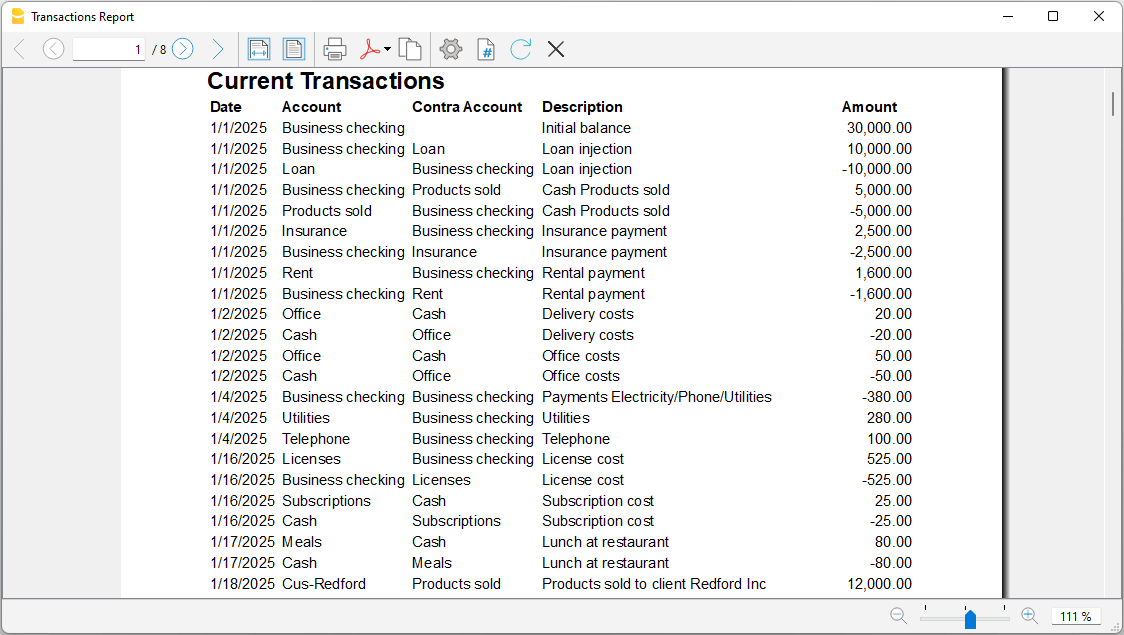 Transactions Report
1 / 8
#
Current Transactions
Date Account Contra Account Description Amount
1/1/2025 Business checking Initial balance 30,000.00
1/1/2025 Business checking Loan Loan injection 10,000.00
1/1/2025 Loan Business checking Loan injection -10,000.00
1/1/2025 Business checking Products sold Cash Products sold 5,000.00
1/1/2025 Products sold Business checking Cash Products sold -5,000.00
1/1/2025 Insurance Business checking Insurance payment 2,500.00
1/1/2025 Business checking Insurance Insurance payment -2,500.00
1/1/2025 Rent Business checking Rental payment 1,600.00
1/1/2025 Business checking Rent Rental payment -1,600.00
1/2/2025 Office Cash Delivery costs 20.00
1/2/2025 Cash Office Delivery costs -20.00
1/2/2025 Office Cash Office costs 50.00
1/2/2025 Cash Office Office costs -50.00
1/4/2025 Business checking Business checking Payments Electricity/Phone/Utilities -380.00
1/4/2025 Utilities Business checking Utilities 280.00
1/4/2025 Telephone Business checking Telephone 100.00
1/16/2025 Licenses Business checking License cost 525.00
1/16/2025 Business checking Licenses License cost -525.00
1/16/2025 Subscriptions Cash Subscription cost 25.00
1/16/2025 Cash Subscriptions Subscription cost -25.00
1/17/2025 Meals Cash Lunch at restaurant 80.00
1/17/2025 Cash Meals Lunch at restaurant -80.00
1/18/2025 Cus-Redford Products sold Products sold to client Redford Inc 12,000.00
111 %